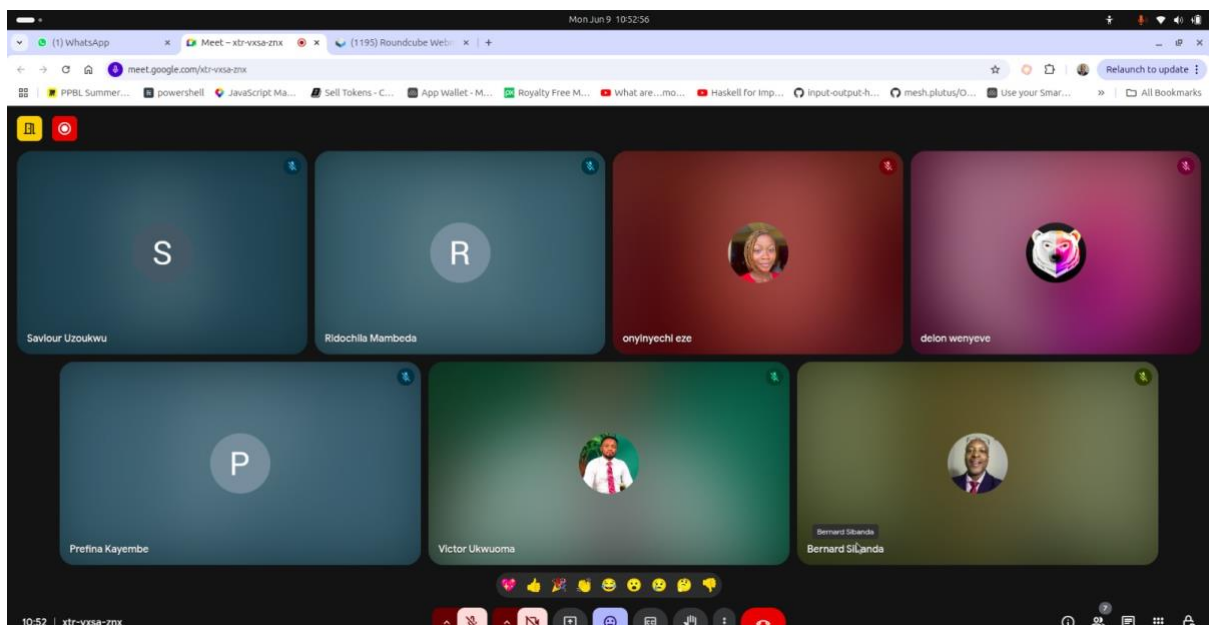 Mon Jun 9 10:52:56
(1) WhatsApp
Meet – xtr-vxsa-znx
(1195) Roundcube Webm
meet.google.com/xtr-vxsa-znx
Relaunch to update
PPBL Summer...
powershell
JavaScript Ma...
Sell Tokens - C...
App Wallet - M...
Royalty Free M...
What are...mo...
Haskell for Imp...
input-output-h...
mesh.plutus/O...
Use your Smar...
All Bookmarks
S
R
Saviour Uzoukwu
Ridochila Mambeda
onyinyechi eze
delon wenyeve
P
Bernard Sibanda
Prefina Kayembe
Victor Ukwuoma
Bernard Sibanda
7
10:52 | xtr-vxsa-znx